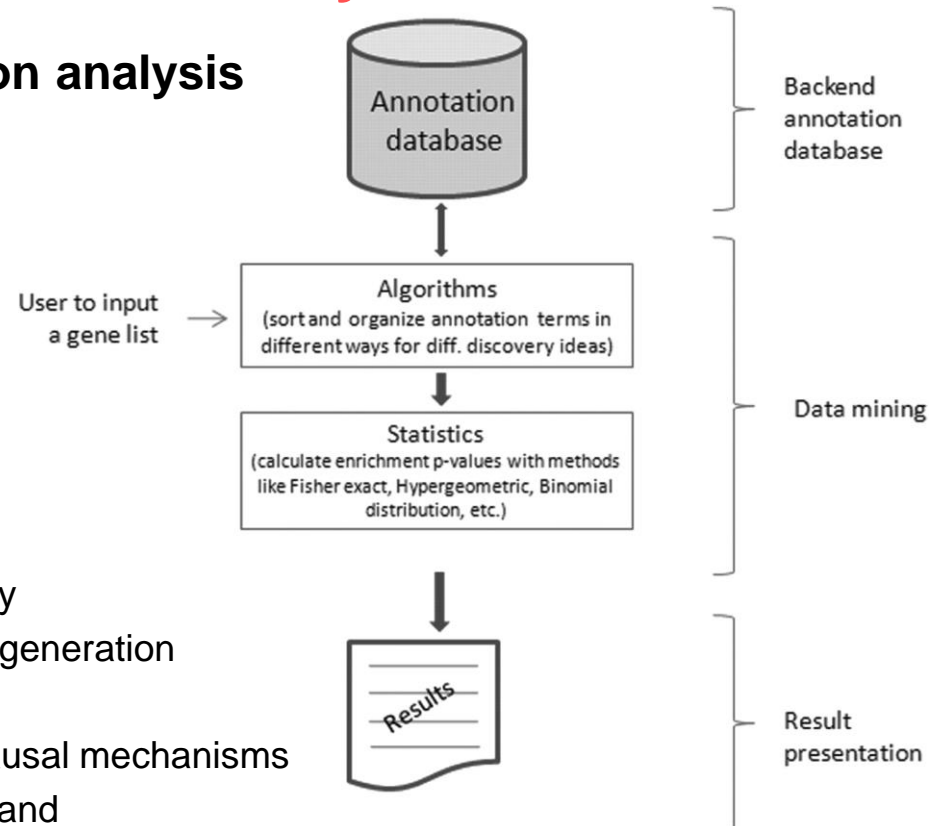 on analysis
Annotation
database
Backend
annotation
database
User to input
a gene list
Algorithms
(sort and organize annotation terms in
different ways for diff. discovery ideas)
Statistics
(calculate enrichment p-values with methods
like Fisher exact, Hypergeometric, Binomial
distribution, etc.)
Data mining
y
generation
usal mechanisms
and
Results
Result
presentation